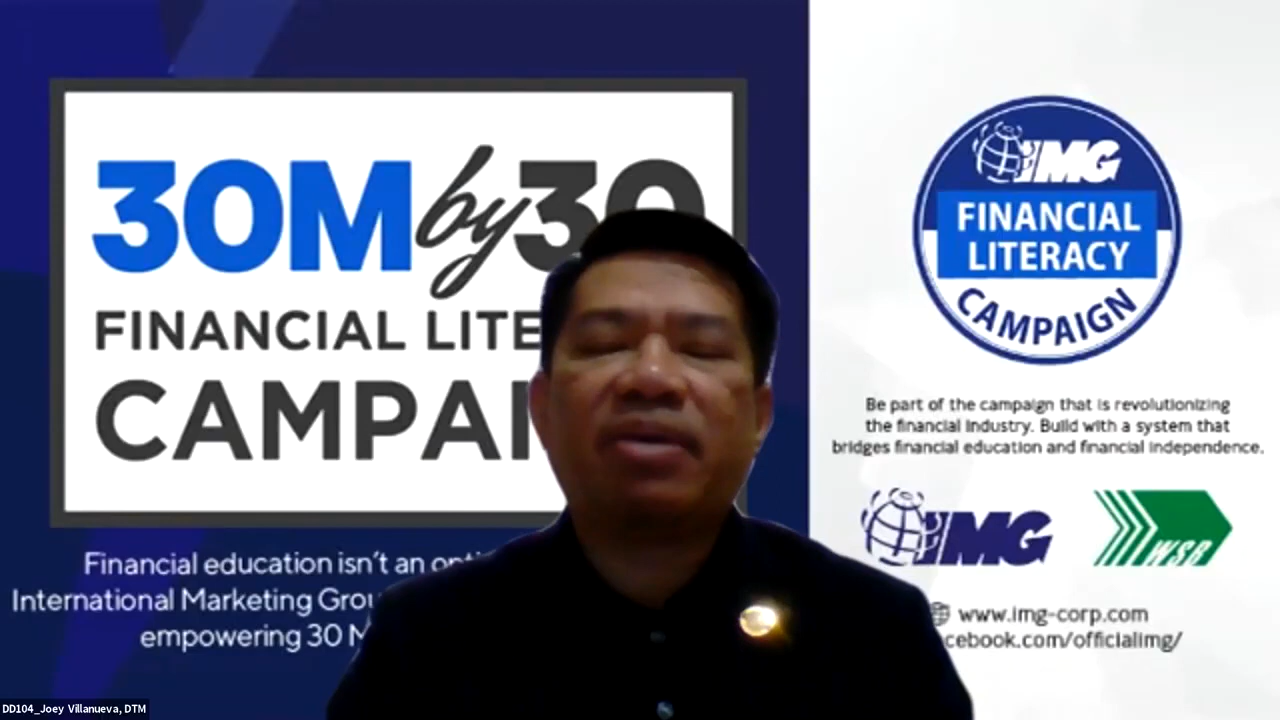 30M by 30
FINANCIAL LITE
CAMPAI
Financial education isn't an
International Marketing Grou
empowering 30 M
IMG
FINANCIAL
LITERACY
CAMPAIGN
Be part of the campaign that is revolutionizing
the financial industry. Build with a system that
bridges financial education and financial independence.
IMG
WSB
www.img-corp.com
cebook.com/officialimg/
DD104_Joey Villanueva, DTM